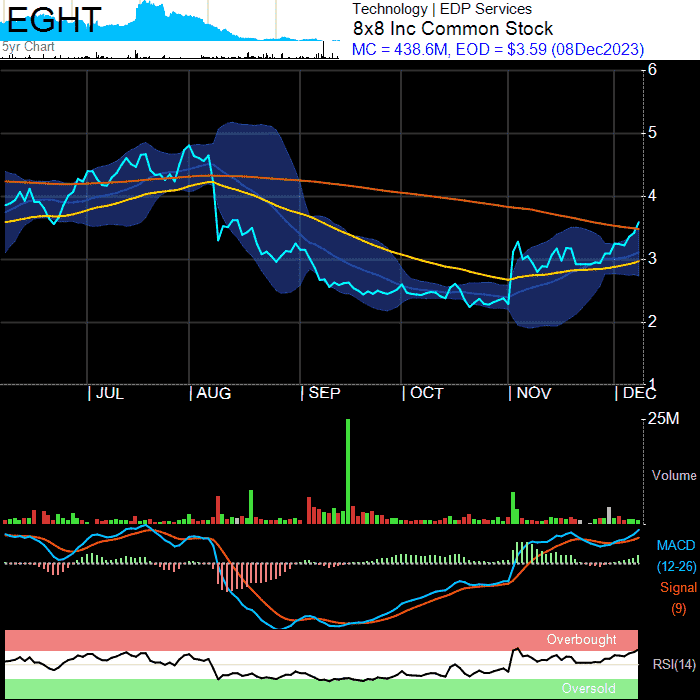 EGHT
5yr Chart
Technology | EDP Services
8x8 Inc Common Stock
MC = 438.6M, EOD = $3.59 (08Dec2023)
6
5
4
3
2
1
| JUL | AUG | SEP | OCT | NOV | DEC
25M
Volume
MACD
(12-26)
Signal
(9)
Overbought
RSI(14)
Oversold